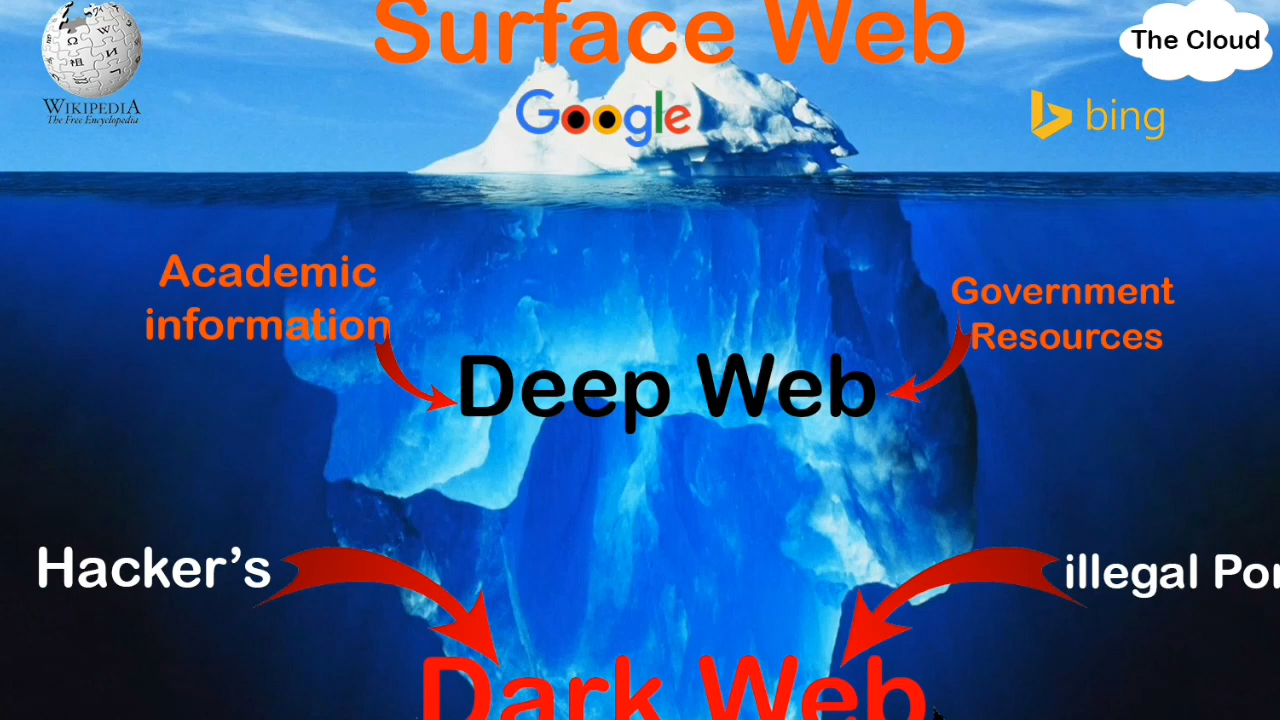 Surface Web
The Cloud
WIKIPEDIA
The Free Encyclopedia
Google
bing
Academic
information
Government
Resources
Deep Web
Hacker’s
illegal Por
Dark Web